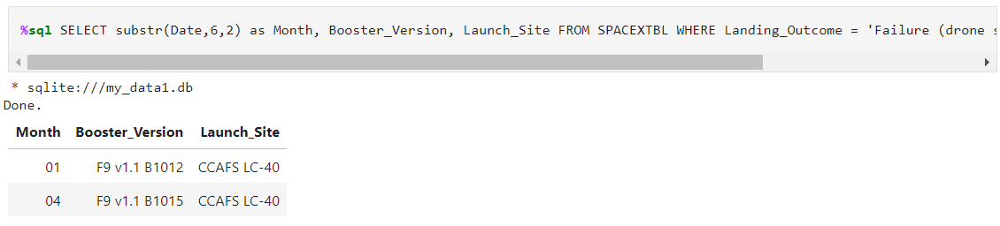 %sql SELECT substr(Date,6,2) as Month, Booster_Version, Launch_Site FROM SPACEXTBL WHERE Landing_Outcome = 'Failure (drone
* sqlite:///my_data1.db
Done.
Month Booster_Version Launch_Site
01 F9 v1.1 B1012 CCAFS LC-40
04 F9 v1.1 B1015 CCAFS LC-40